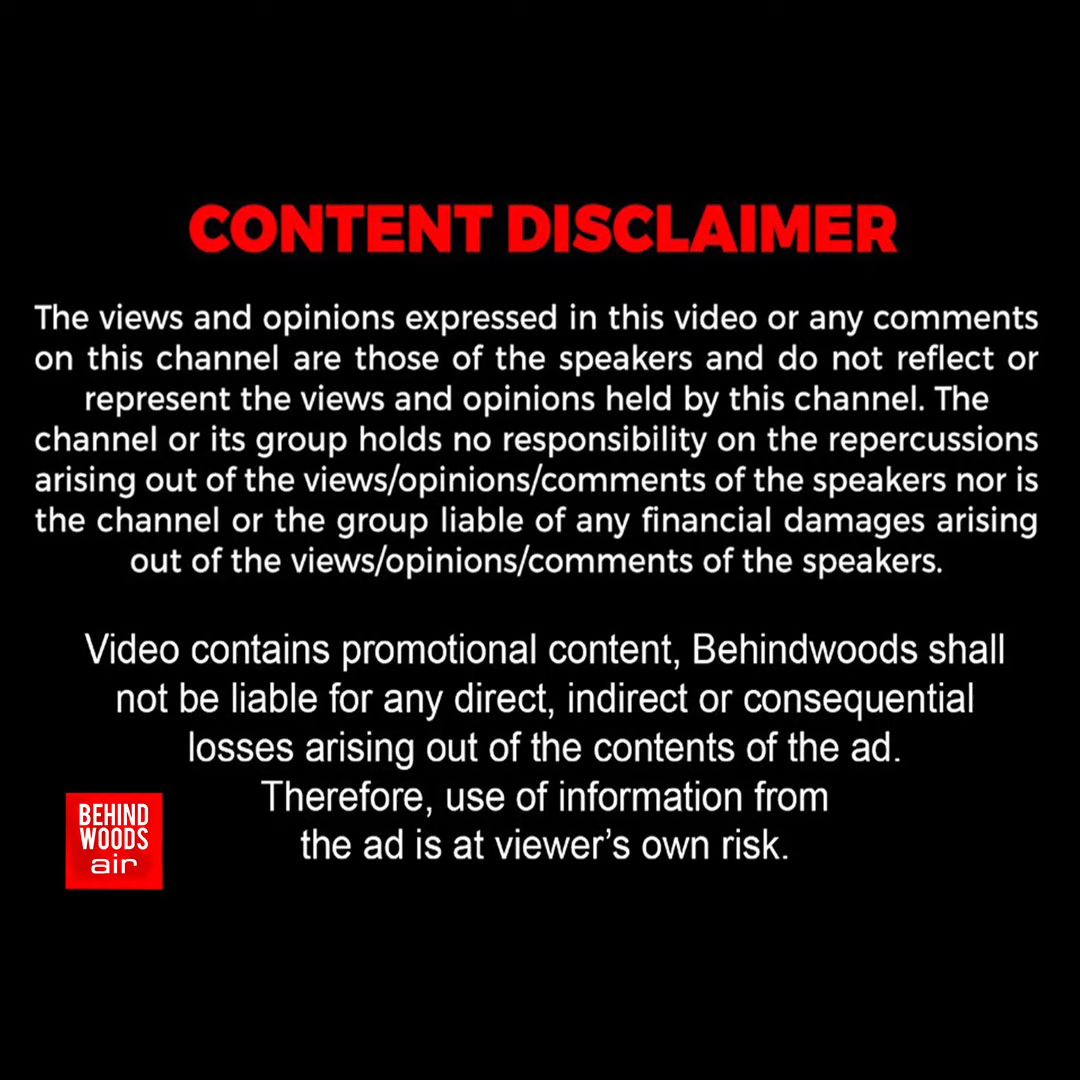 CONTENT DISCLAIMER
The views and opinions expressed in this video or any comments
on this channel are those of the speakers and do not reflect or
represent the views and opinions held by this channel. The
channel or its group holds no responsibility on the repercussions
arising out of the views/opinions/comments of the speakers nor is
the channel or the group liable of any financial damages arising
out of the views/opinions/comments of the speakers.
Video contains promotional content, Behindwoods shall
not be liable for any direct, indirect or consequential
losses arising out of the contents of the ad.
Therefore, use of information from
the ad is at viewer’s own risk.
BEHIND
WOODS
air